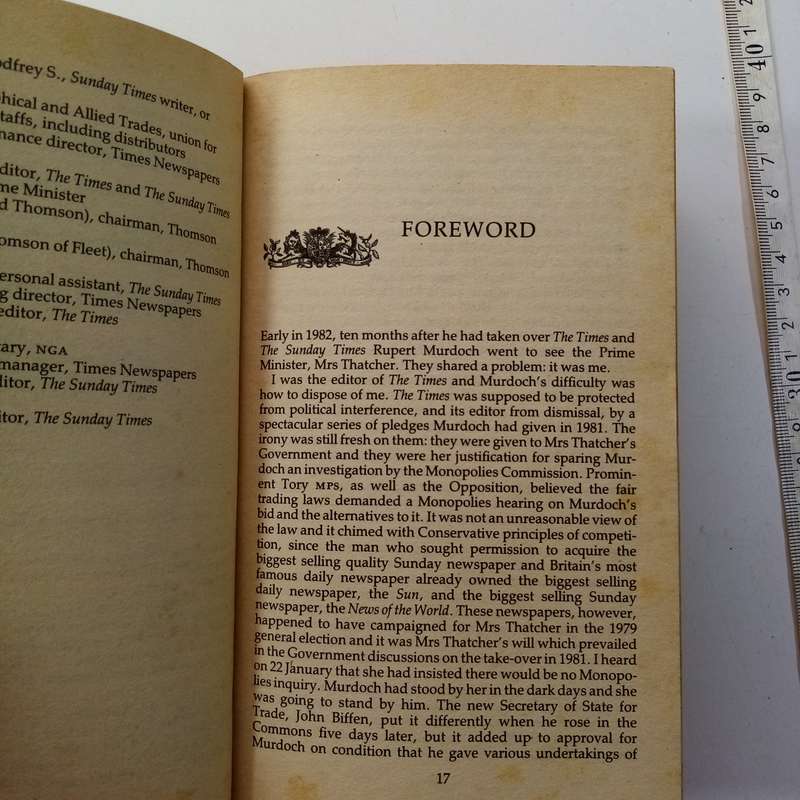 dfrey S., Sunday Times writer, or
hical and Allied Trades, union for
taffs, including distributors
nance director, Times Newspapers
ditor, The Times and The Sunday Times
me Minister
d Thomson), chairman, Thomson
omson of Fleet), chairman, Thomson
ersonal assistant, The Sunday Times
g director, Times Newspapers
editor, The Times
ary, NGA
manager, Times Newspapers
ditor, The Sunday Times
itor, The Sunday Times
FOREWORD
Early in 1982, ten months after he had taken over The Times and
The Sunday Times Rupert Murdoch went to see the Prime
Minister, Mrs Thatcher. They shared a problem: it was me.
I was the editor of The Times and Murdoch's difficulty was
how to dispose of me. The Times was supposed to be protected
from political interference, and its editor from dismissal, by a
spectacular series of pledges Murdoch had given in 1981. The
irony was still fresh on them: they were given to Mrs Thatcher's
Government and they were her justification for sparing Mur-
doch an investigation by the Monopolies Commission. Promin-
ent Tory MPS, as well as the Opposition, believed the fair
trading laws demanded a Monopolies hearing on Murdoch's
bid and the alternatives to it. It was not an unreasonable view of
the law and it chimed with Conservative principles of competi-
tion, since the man who sought permission to acquire the
biggest selling quality Sunday newspaper and Britain's most
famous daily newspaper already owned the biggest selling
daily newspaper, the Sun, and the biggest selling Sunday
newspaper, the News of the World. These newspapers, however,
happened to have campaigned for Mrs Thatcher in the 1979
general election and it was Mrs Thatcher's will which prevailed
in the Government discussions on the take-over in 1981. I heard
on 22 January that she had insisted there would be no Monopo-
lies inquiry. Murdoch had stood by her in the dark days and she
was going to stand by him. The new Secretary of State for
Trade, John Biffen, put it differently when he rose in the
Commons five days later, but it added up to approval for
Murdoch on condition that he gave various undertakings of
17
2
1
40
9
8
7
6
5
4
3
2
1
30
9